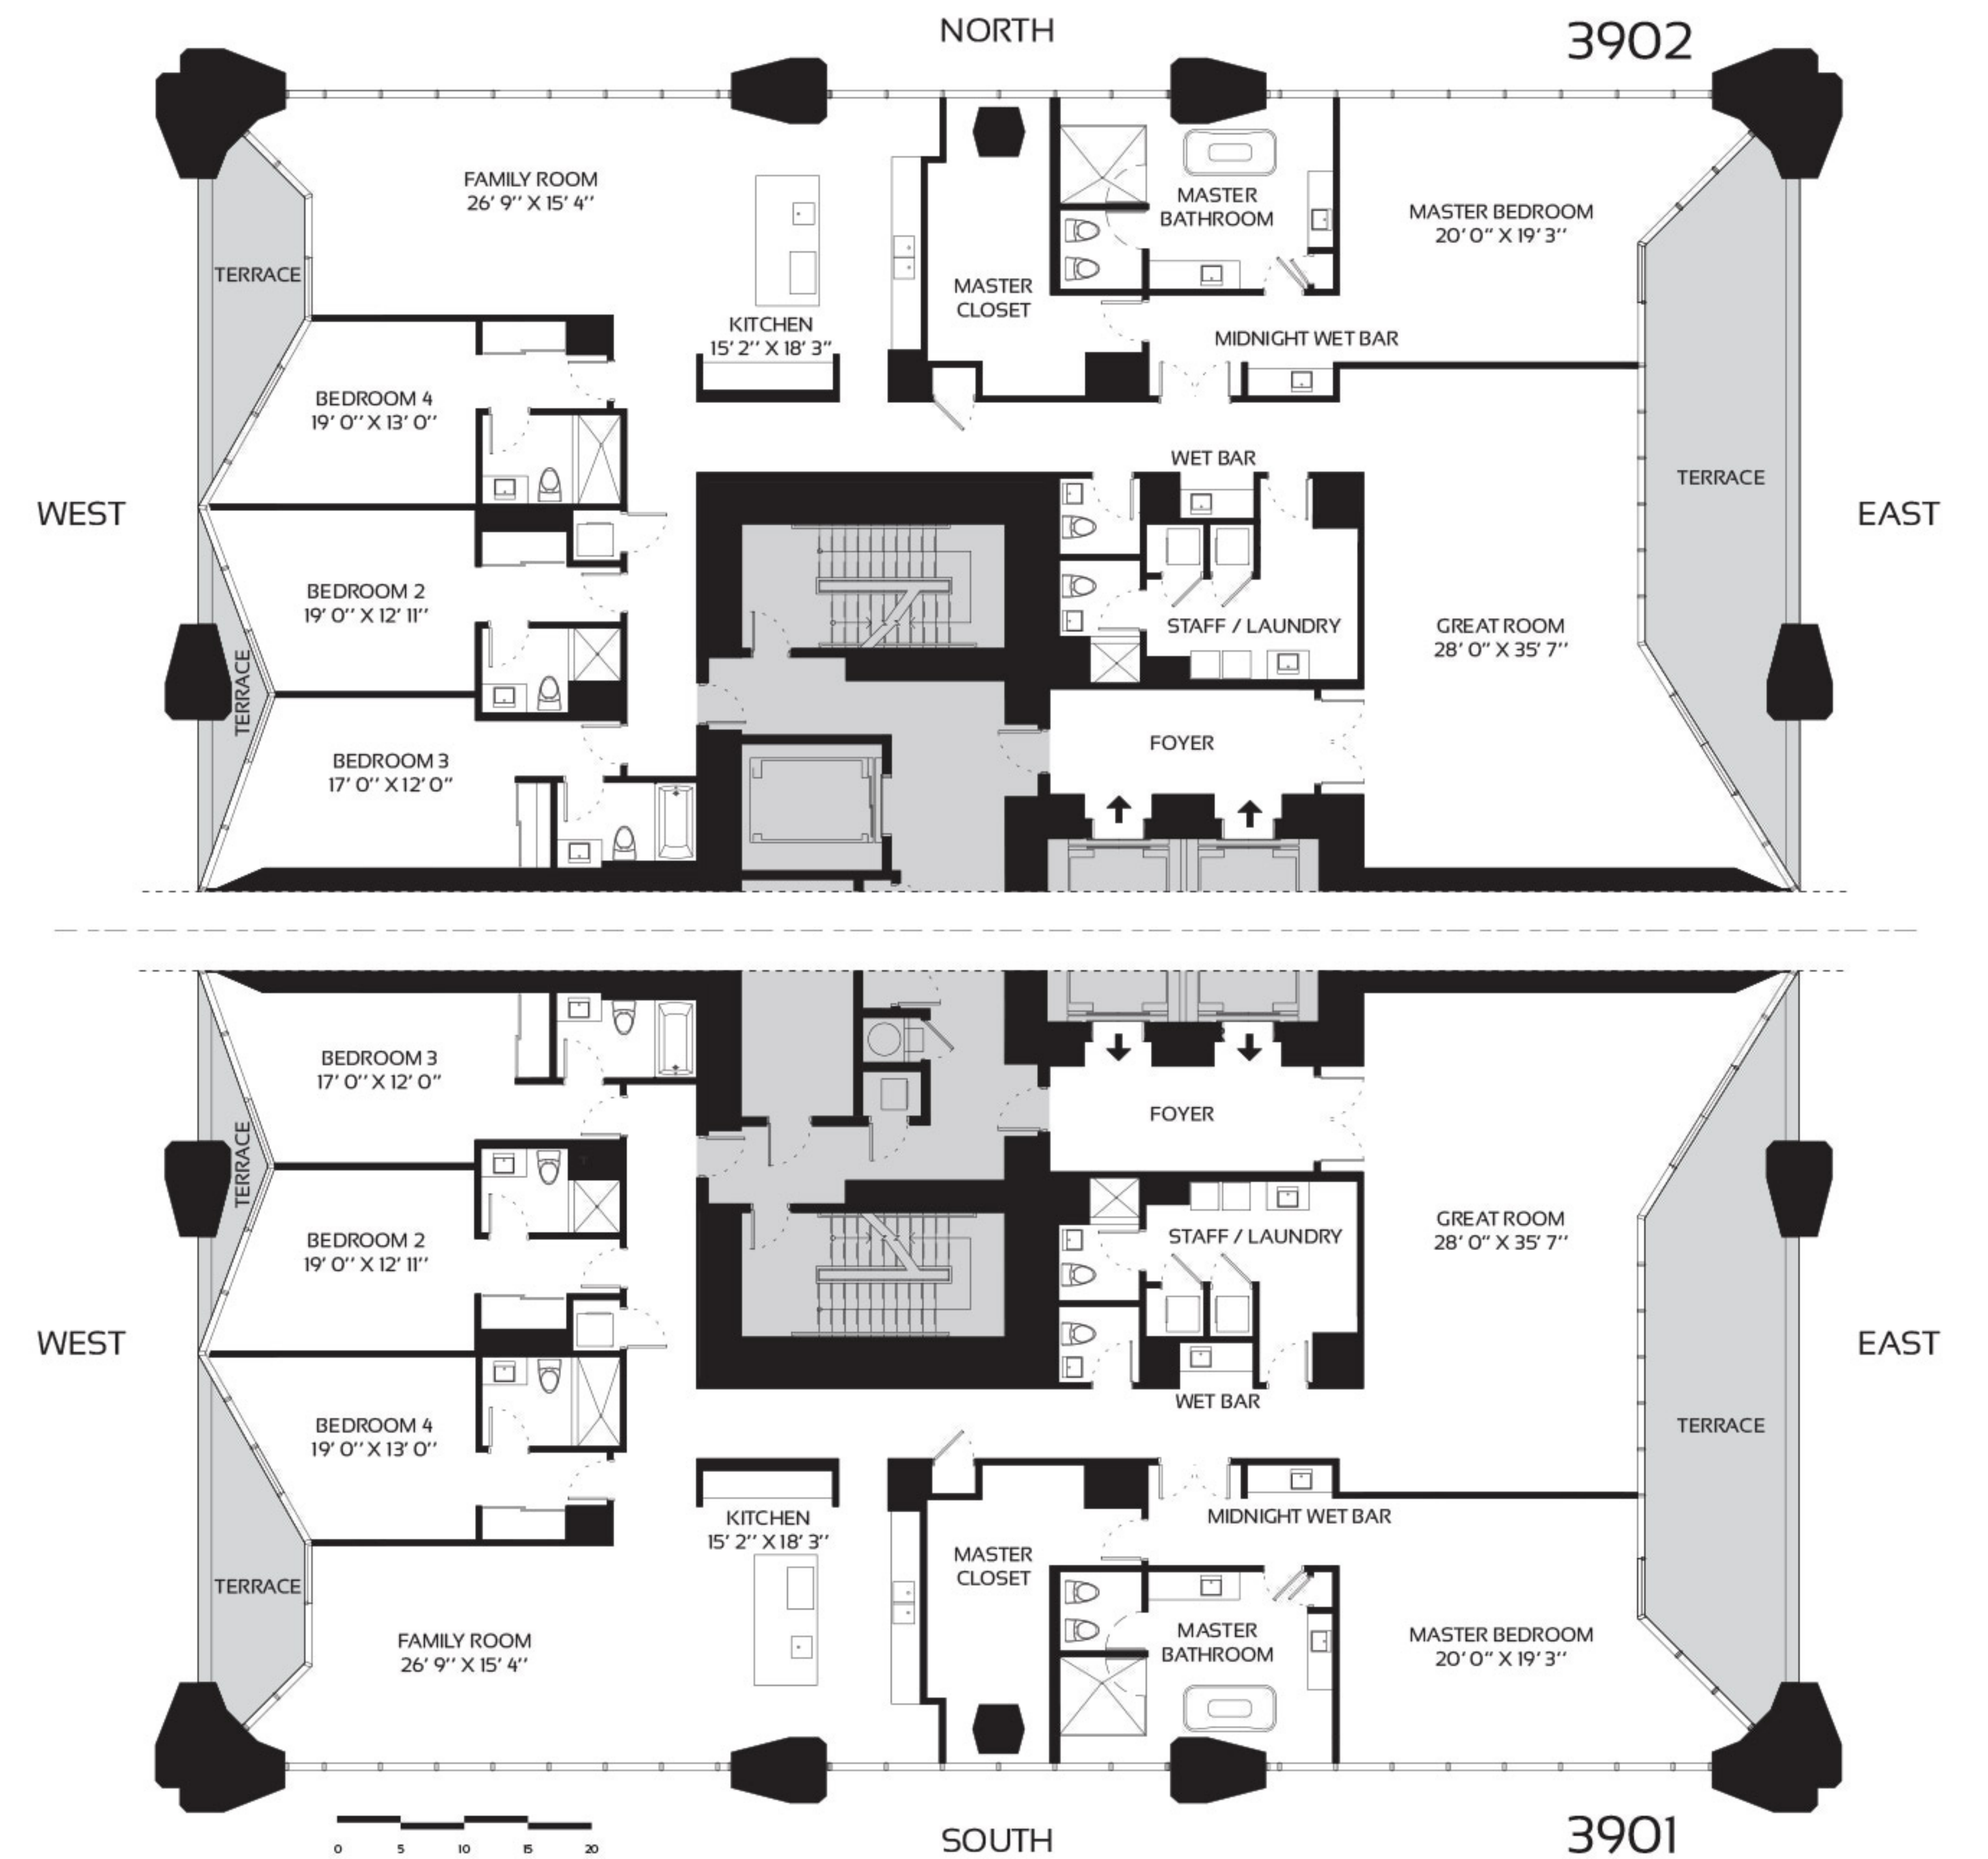 NORTH
3902
FAMILY ROOM
26' 9'' X 15' 4''
MASTER
BATHROOM
MASTER BEDROOM
20' 0" X 19' 3''
TERRACE
MASTER
CLOSET
KITCHEN
15' 2'' X 18' 3''
MIDNIGHT WET BAR
BEDROOM 4
19' 0'' X 13' 0''
WET BAR
TERRACE
WEST
EAST
BEDROOM 2
19' 0'' X 12' 11''
STAFF / LAUNDRY
GREAT ROOM
28' 0" X 35' 7''
TERRACE
FOYER
BEDROOM 3
17' 0'' X 12' 0"
BEDROOM 3
17' 0'' X 12' 0"
FOYER
TERRACE
BEDROOM 2
19' 0'' X 12' 11''
STAFF / LAUNDRY
GREAT ROOM
28' 0" X 35' 7''
WEST
EAST
WET BAR
BEDROOM 4
19' 0'' X 13' 0''
TERRACE
KITCHEN
15' 2'' X 18' 3''
MIDNIGHT WET BAR
MASTER
CLOSET
TERRACE
FAMILY ROOM
26' 9'' X 15' 4''
MASTER
BATHROOM
MASTER BEDROOM
20' 0" X 19' 3''
0 5 10 15 20
SOUTH
3901